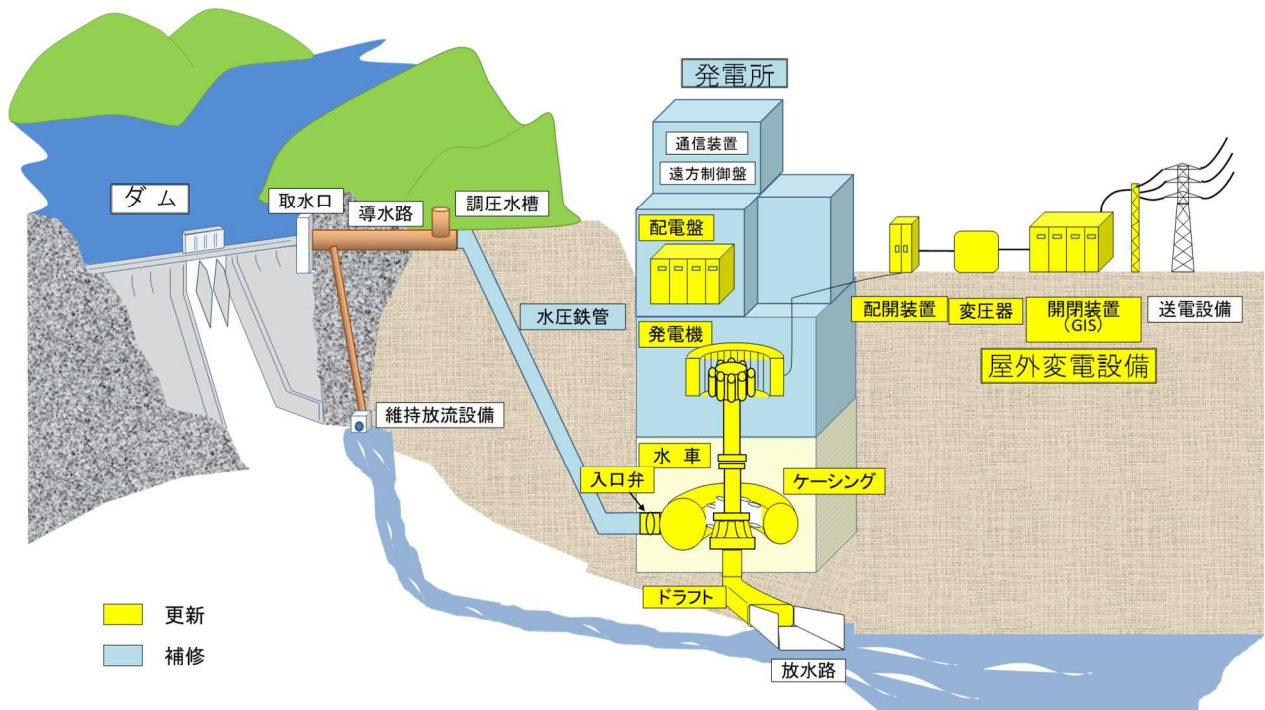 発電所
通信装置
遠方制御盤
ダム
取水口
導水路
調圧水槽
配電盤
水圧鉄管
発電機
配開装置
変圧器
開閉装置
(GIS)
送電設備
屋外変電設備
維持放流設備
水車
入口弁
ケーシング
ドラフト
放水路
更新
補修